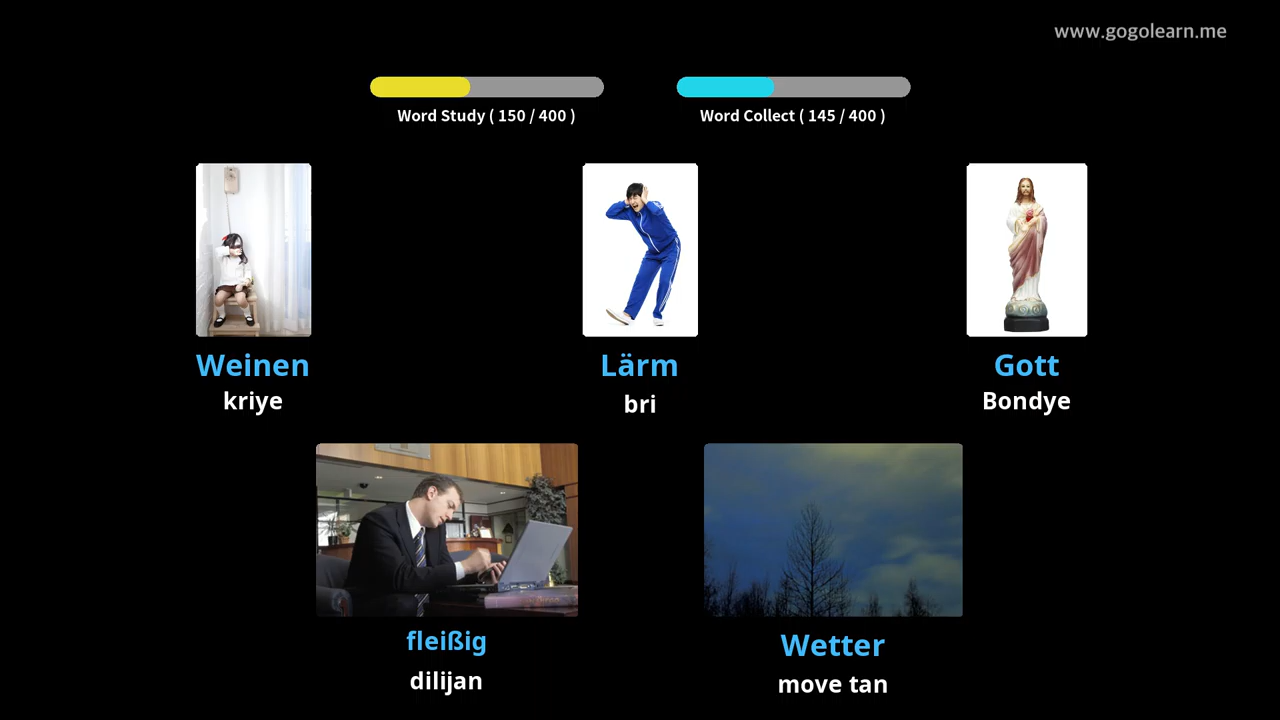 www.gogolearn.me
Word Study ( 150 / 400 )
Word Collect ( 145 / 400 )
Weinen
kriye
Lärm
bri
Gott
Bondye
fleißig
dilijan
Wetter
move tan